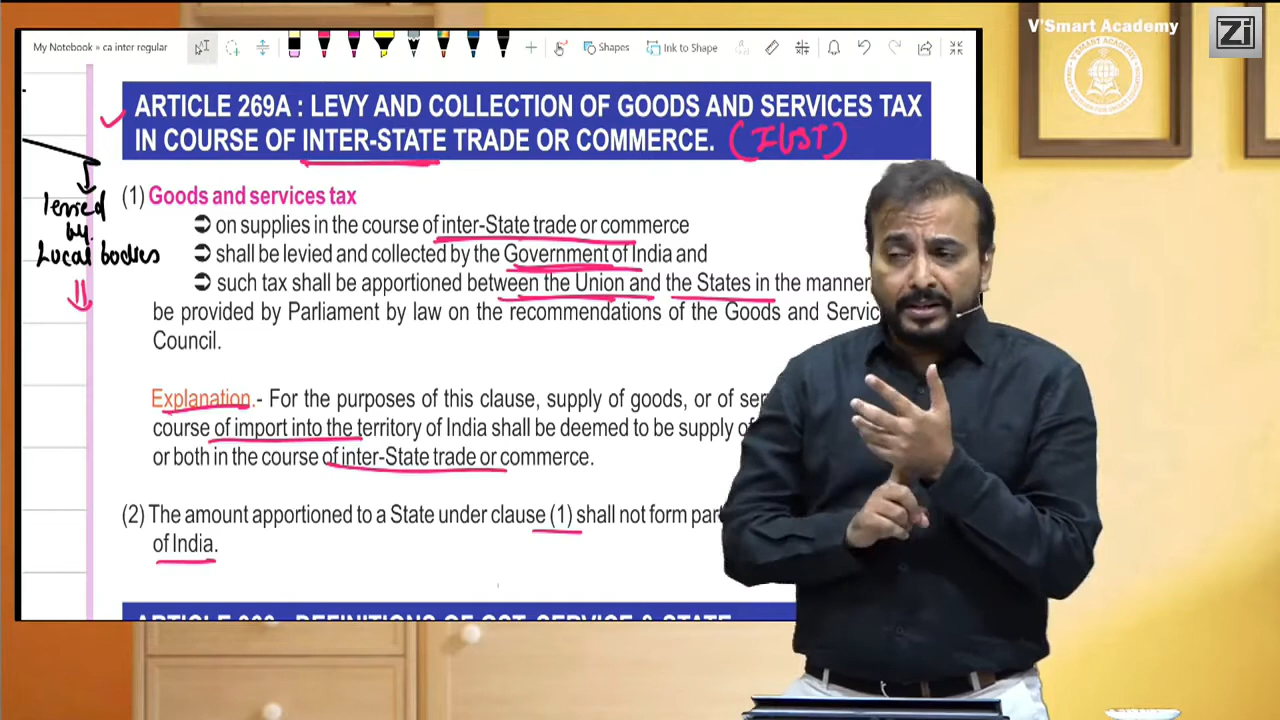 V'Smart Academy
Zi
My Notebook » ca inter regular
Shapes
Ink to Shape
ARTICLE 269A : LEVY AND COLLECTION OF GOODS AND SERVICES TAX
IN COURSE OF INTER-STATE TRADE OR COMMERCE. (IGST)
levied
by
Local bodies
(1) Goods and services tax
➲ on supplies in the course of inter-State trade or commerce
➲ shall be levied and collected by the Government of India and
➲ such tax shall be apportioned between the Union and the States in the manner
be provided by Parliament by law on the recommendations of the Goods and Servic
Council.
Explanation.- For the purposes of this clause, supply of goods, or of ser
course of import into the territory of India shall be deemed to be supply of
or both in the course of inter-State trade or commerce.
(2) The amount apportioned to a State under clause (1) shall not form part
of India.